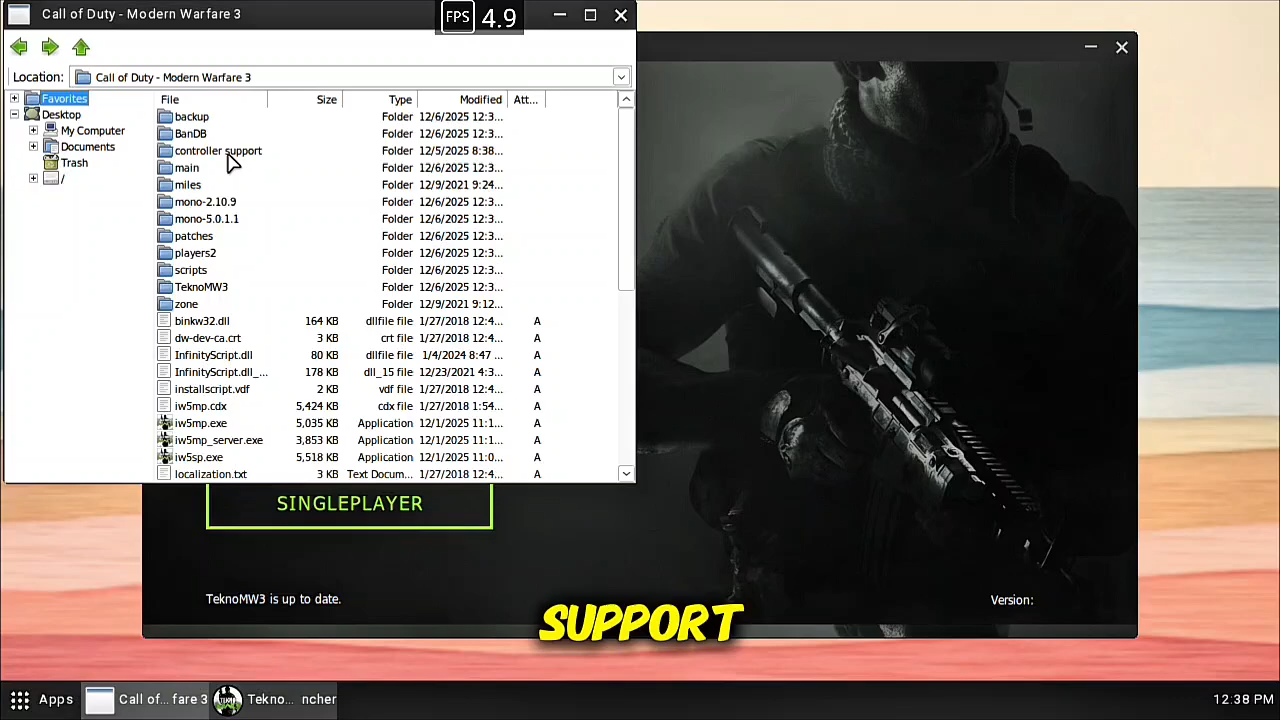 Call of Duty - Modern Warfare 3
FPS 4.9
Location: Call of Duty - Modern Warfare 3
Favorites
Desktop
My Computer
Documents
Trash
/
File Size Type Modified Att...
backup Folder 12/6/2025 12:3...
BanDB Folder 12/6/2025 12:3...
controller support Folder 12/5/2025 8:38...
main Folder 12/6/2025 12:3...
miles Folder 12/9/2021 9:24...
mono-2.10.9 Folder 12/6/2025 12:3...
mono-5.0.1.1 Folder 12/6/2025 12:3...
patches Folder 12/6/2025 12:3...
players2 Folder 12/6/2025 12:3...
scripts Folder 12/6/2025 12:3...
TeknoMW3 Folder 12/6/2025 12:3...
zone Folder 12/9/2021 9:12...
binkw32.dll 164 KB dllfile file 1/27/2018 12:4... A
dw-dev-ca.crt 3 KB crt file 1/27/2018 12:4... A
InfinityScript.dll 80 KB dllfile file 1/4/2024 8:47 ... A
InfinityScript.dll_... 178 KB dll_15 file 12/23/2021 4:3... A
installscript.vdf 2 KB vdf file 1/27/2018 12:4... A
iw5mp.cdx 5,424 KB cdx file 1/27/2018 1:54... A
iw5mp.exe 5,035 KB Application 12/1/2025 11:1... A
iw5mp_server.exe 3,853 KB Application 12/1/2025 11:1... A
iw5sp.exe 5,518 KB Application 12/1/2025 11:0... A
localization.txt 3 KB Text Docum... 1/27/2018 12:4... A
SINGLEPLAYER
TeknoMW3 is up to date.
Version:
SUPPORT
Apps
Call of... fare 3
Tekno... ncher
12:38 PM